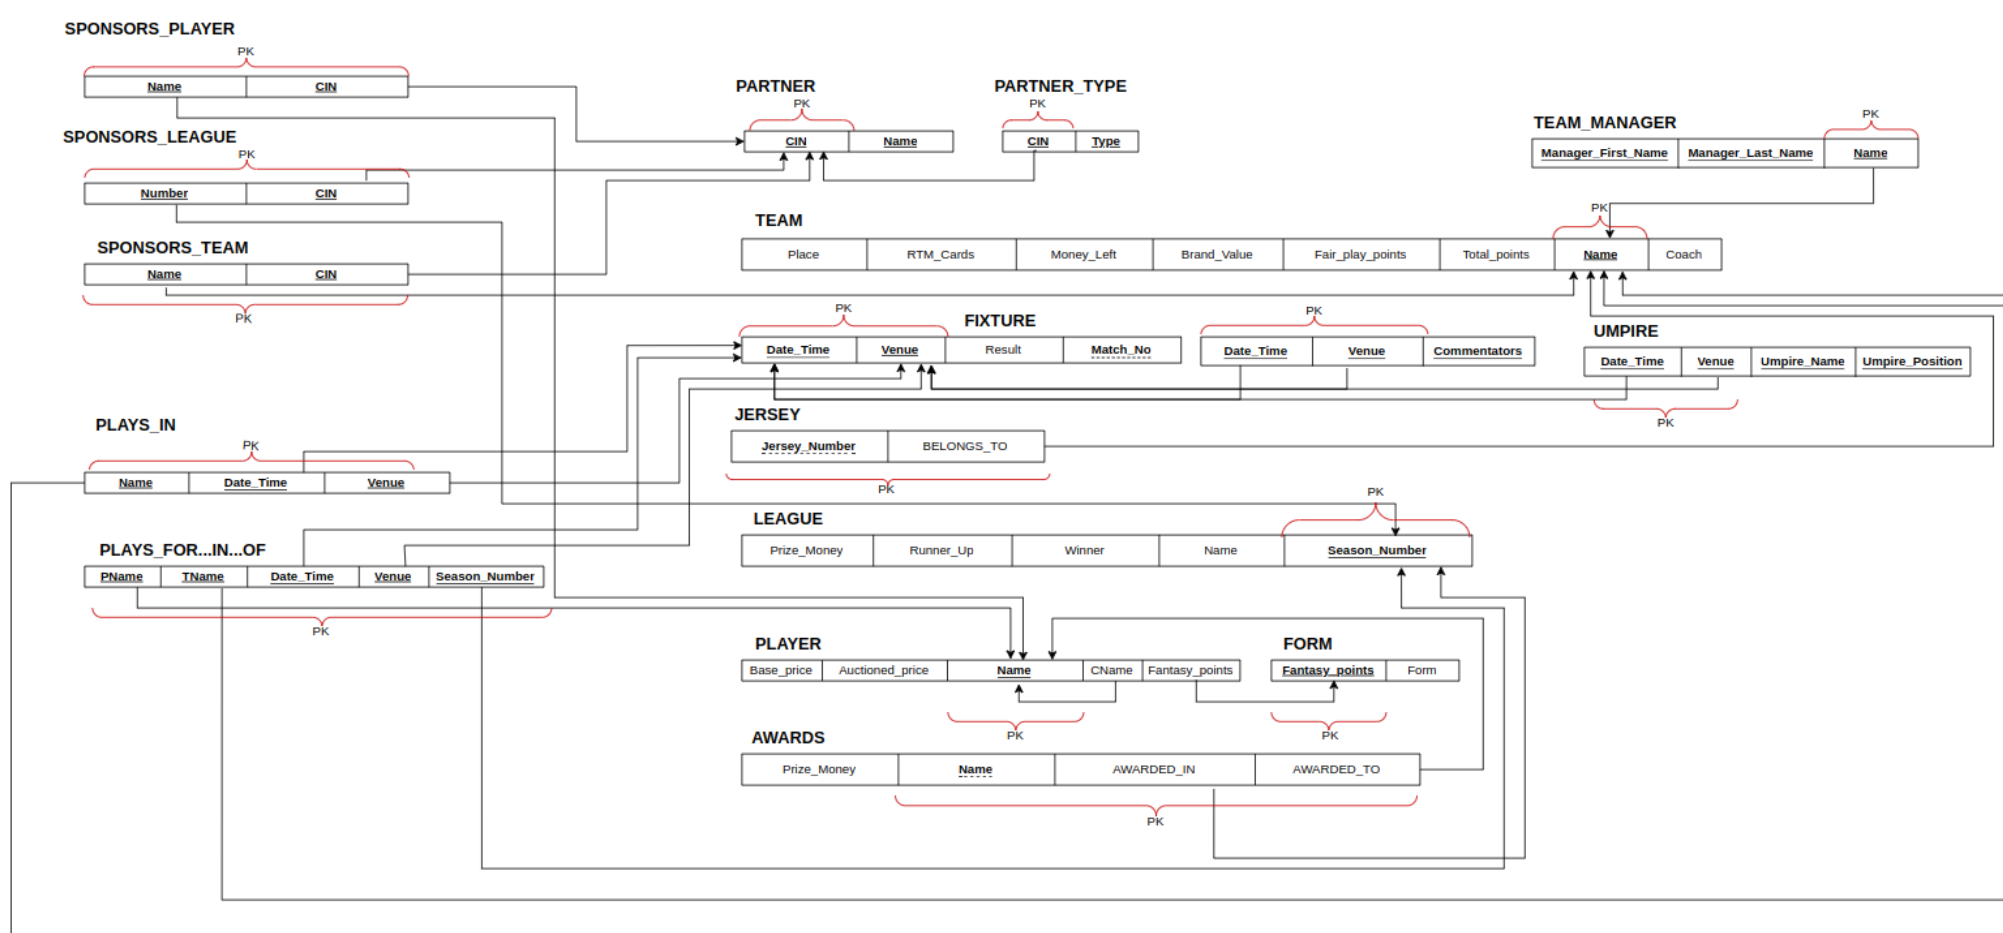 SPONSORS_PLAYER
PK
Name CIN
SPONSORS_LEAGUE
PK
Number CIN
SPONSORS_TEAM
Name CIN
PK
PARTNER
PK
CIN Name
PARTNER_TYPE
PK
CIN Type
TEAM_MANAGER
PK
Manager_First_Name Manager_Last_Name Name
TEAM
PK
Place RTM_Cards Money_Left Brand_Value Fair_play_points Total_points Name Coach
PK
FIXTURE
Date_Time Venue Result Match_No
PK
Date_Time Venue Commentators
UMPIRE
Date_Time Venue Umpire_Name Umpire_Position
PK
JERSEY
Jersey_Number BELONGS_TO
PK
PLAYS_IN
PK
Name Date_Time Venue
PLAYS_FOR...IN...OF
PName TName Date_Time Venue Season_Number
PK
LEAGUE
PK
Prize_Money Runner_Up Winner Name Season_Number
PLAYER
Base_price Auctioned_price Name CName Fantasy_points
PK
FORM
Fantasy_points Form
PK
AWARDS
Prize_Money Name AWARDED_IN AWARDED_TO
PK